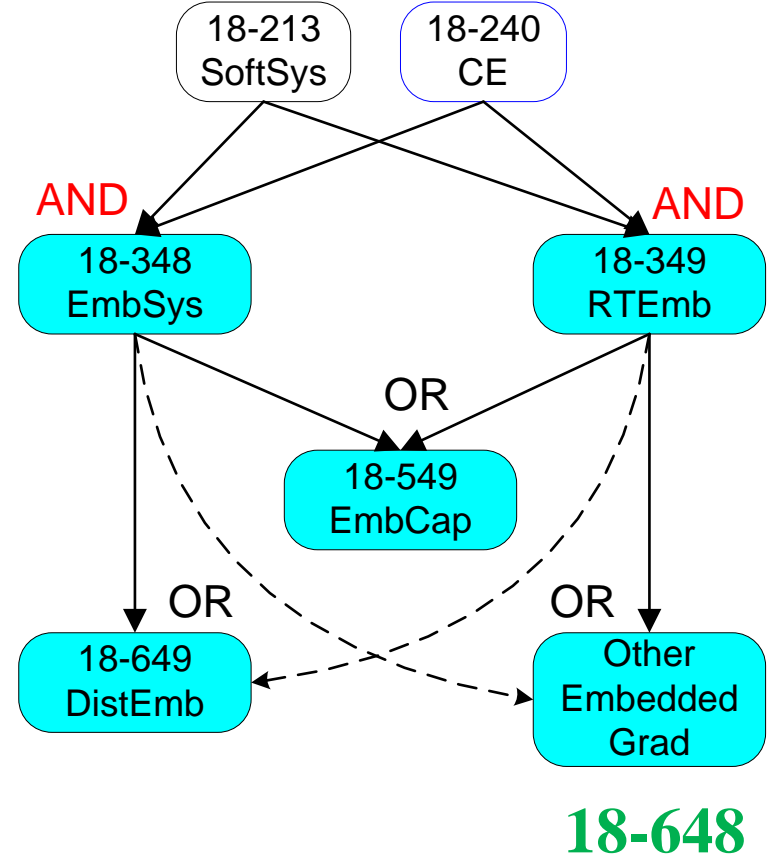 18-213
SoftSys
18-240
CE
AND
AND
18-348
EmbSys
18-349
RTEmb
OR
18-549
EmbCap
OR
OR
18-649
DistEmb
Other
Embedded
Grad
18-648